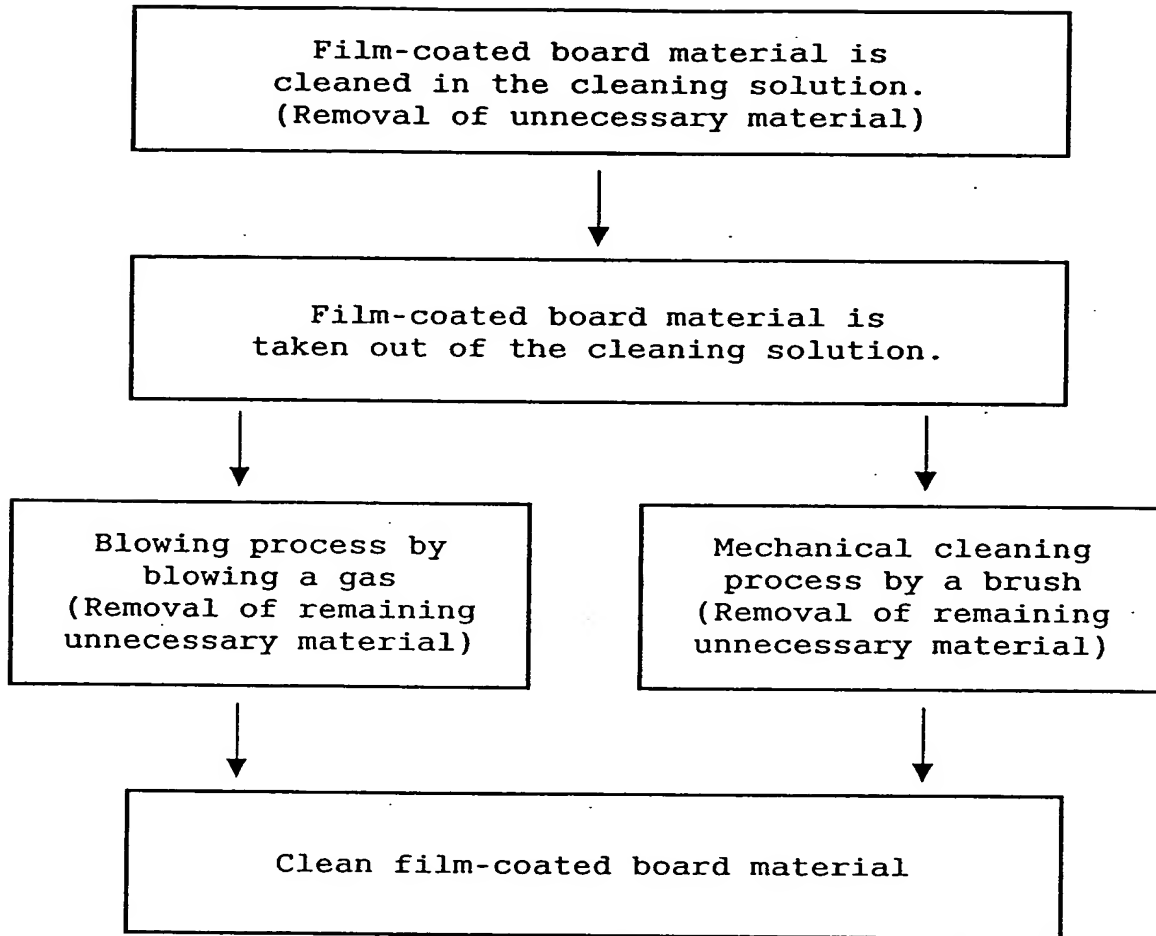 Film-coated board material is
cleaned in the cleaning solution.
(Removal of unnecessary material)
Film-coated board material is
taken out of the cleaning solution.
Blowing process by
blowing a gas
(Removal of remaining
unnecessary material)
Mechanical cleaning
process by a brush
(Removal of remaining
unnecessary material)
Clean film-coated board material